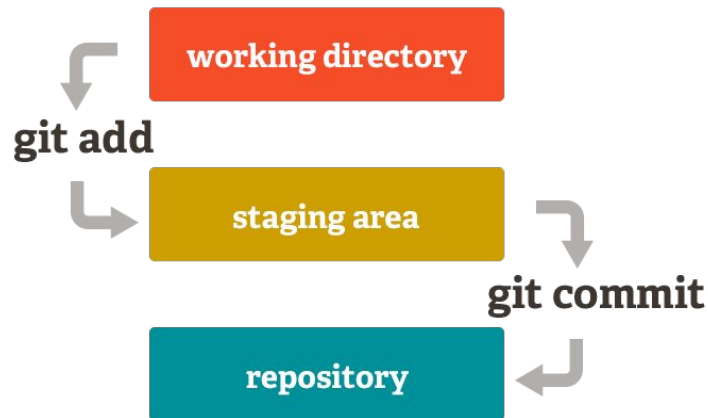 working directory
git add
staging area
git commit
repository